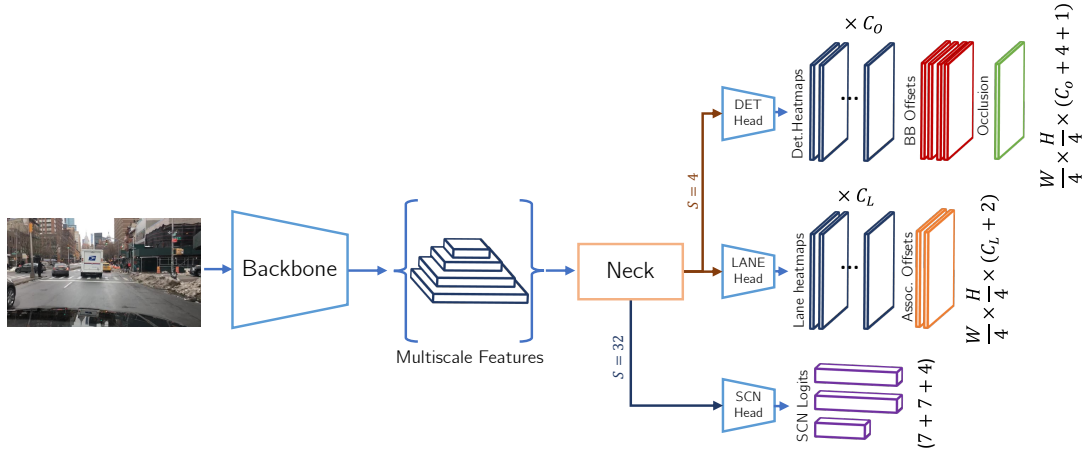 Backbone
Multiscale Features
Neck
S = 4
S = 32
DET
Head
Det.Heatmaps
× C_O
...
BB Offsets
Occlusion
W/4 × H/4 × (C_o + 4 + 1)
LANE
Head
Lane heatmaps
× C_L
...
Assoc. Offsets
W/4 × H/4 × (C_L + 2)
SCN
Head
SCN Logits
(7 + 7 + 4)